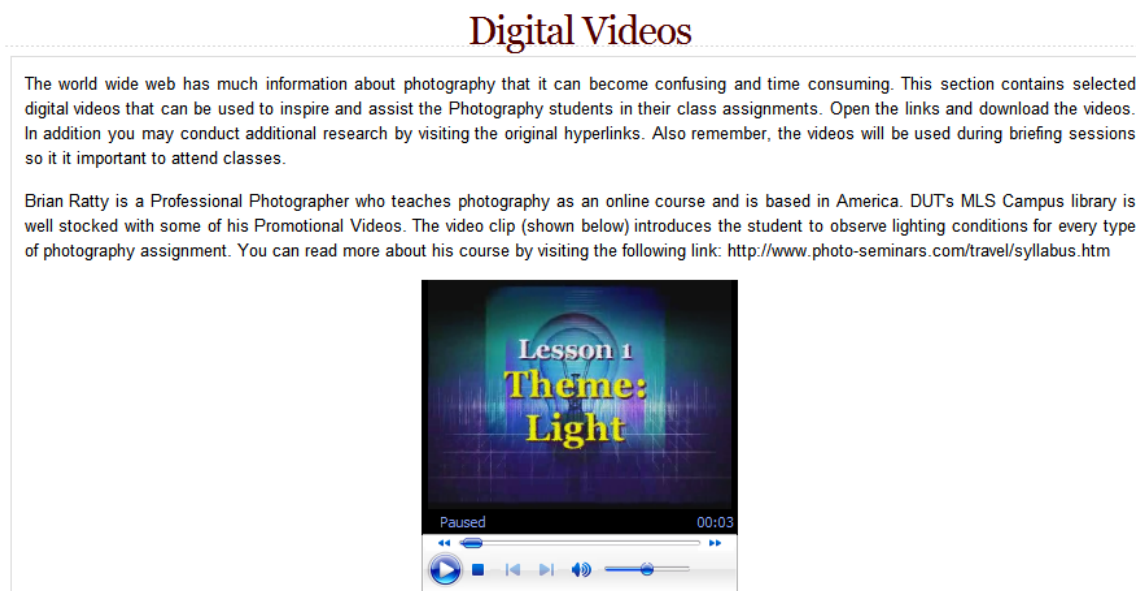 Digital Videos
The world wide web has much information about photography that it can become confusing and time consuming. This section contains selected
digital videos that can be used to inspire and assist the Photography students in their class assignments. Open the links and download the videos.
In addition you may conduct additional research by visiting the original hyperlinks. Also remember, the videos will be used during briefing sessions
so it it important to attend classes.
Brian Ratty is a Professional Photographer who teaches photography as an online course and is based in America. DUT's MLS Campus library is
well stocked with some of his Promotional Videos. The video clip (shown below) introduces the student to observe lighting conditions for every type
of photography assignment. You can read more about his course by visiting the following link: http://www.photo-seminars.com/travel/syllabus.htm
Lesson 1
Theme:
Light
Paused 00:03